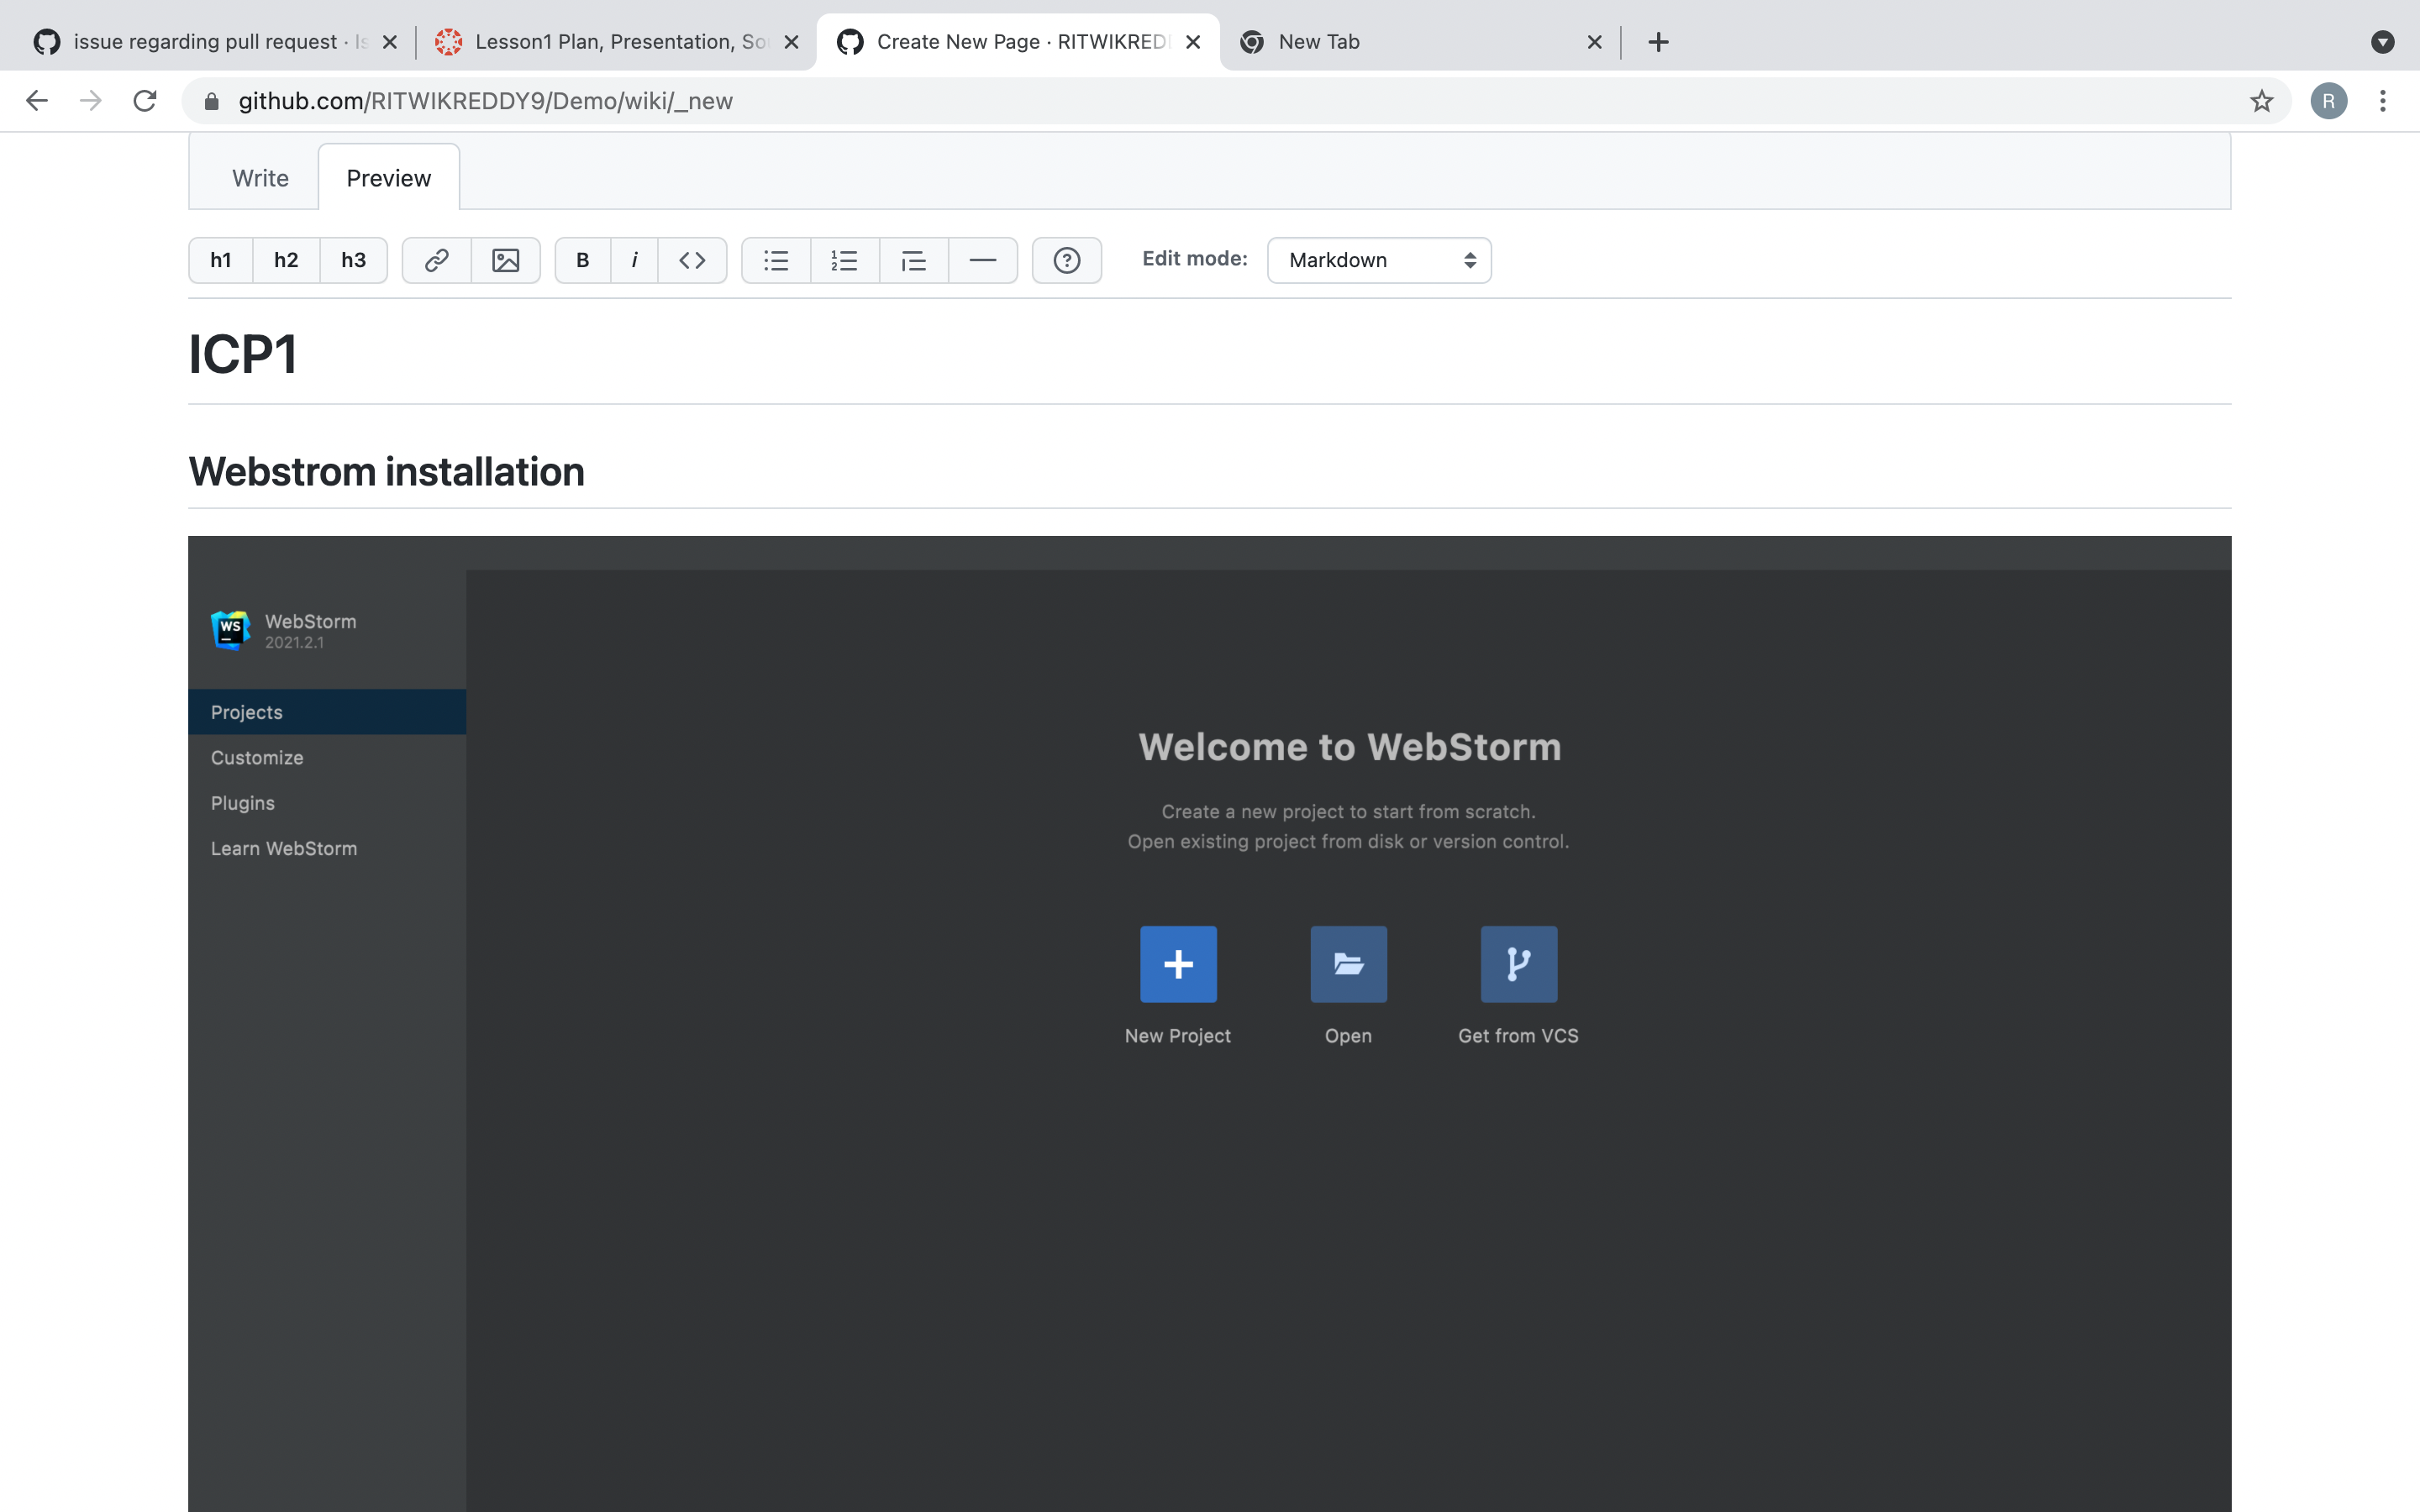 issue regarding pull request · Is
Lesson1 Plan, Presentation, So
Create New Page · RITWIKRED
New Tab
github.com/RITWIKREDDY9/Demo/wiki/_new
R
Write
Preview
h1 h2 h3 B i <> Edit mode: Markdown
ICP1
Webstrom installation
WS
WebStorm
2021.2.1
Projects
Customize
Plugins
Learn WebStorm
Welcome to WebStorm
Create a new project to start from scratch.
Open existing project from disk or version control.
New Project
Open
Get from VCS